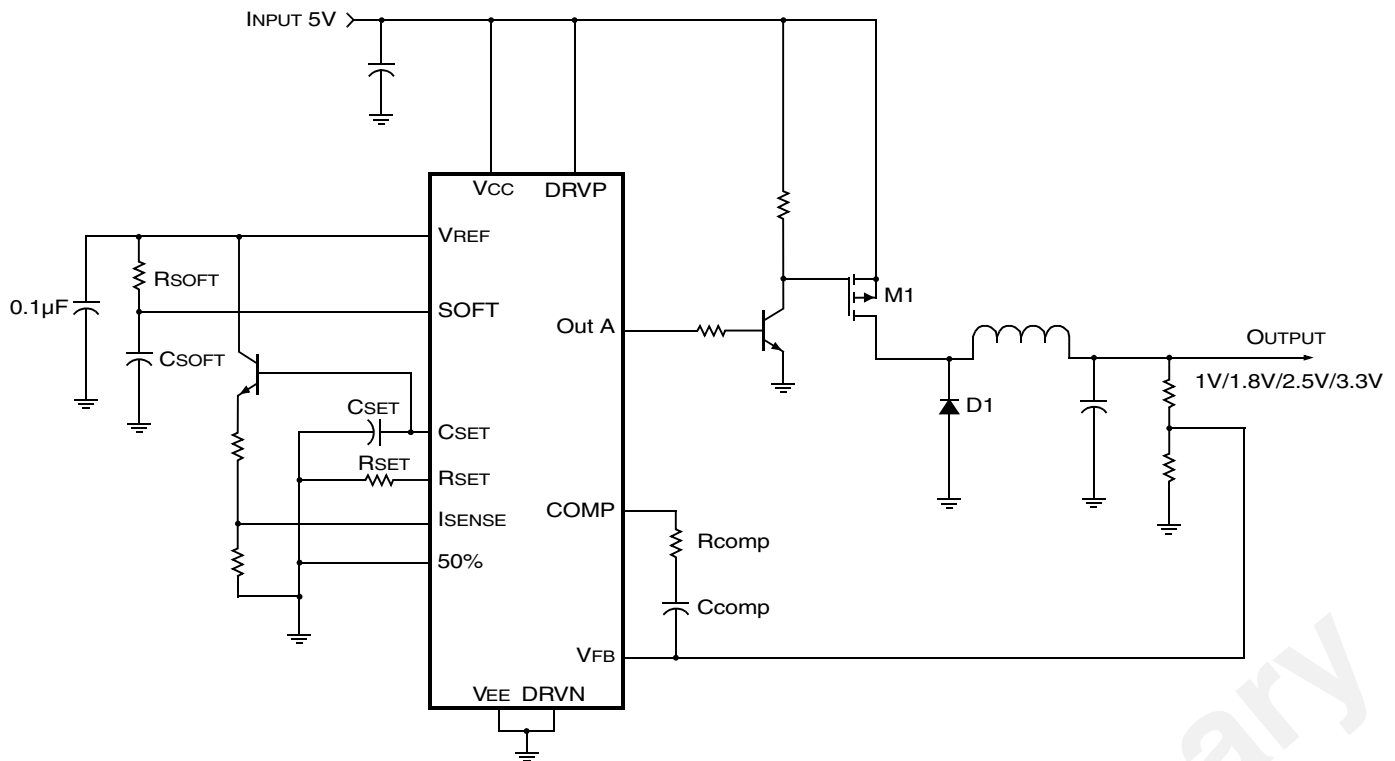 INPUT 5V
VCC
DRVP
VREF
RSOFT
0.1µF
SOFT
Out A
M1
CSOFT
OUTPUT
1V/1.8V/2.5V/3.3V
CSET
D1
CSET
RSET
RSET
COMP
ISENSE
Rcomp
50%
Ccomp
VFB
VEE DRVN
ary